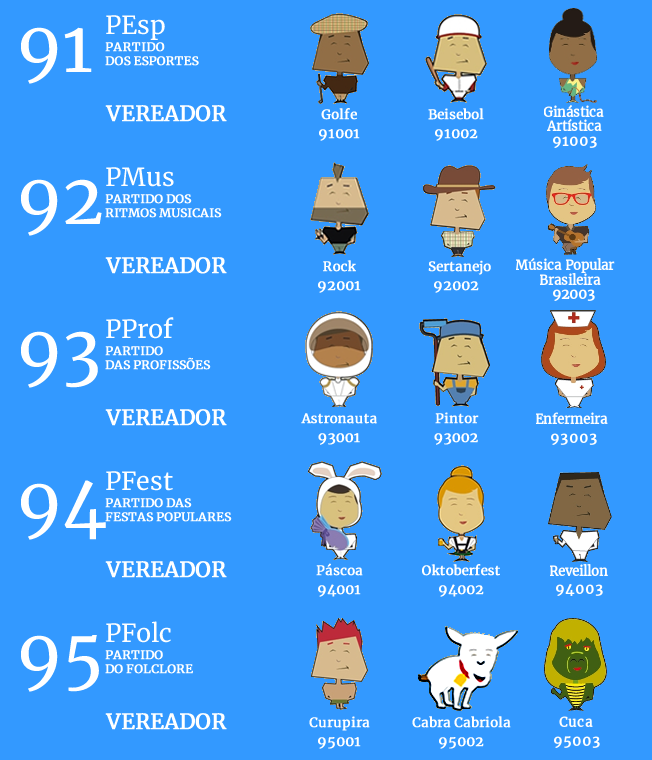 91
PEsp
PARTIDO
DOS ESPORTES
VEREADOR
Golfe
91001
Beisebol
91002
Ginástica
Artística
91003
92
PMus
PARTIDO DOS
RITMOS MUSICAIS
VEREADOR
Rock
92001
Sertanejo
92002
Música Popular
Brasileira
92003
93
PProf
PARTIDO
DAS PROFISSÕES
VEREADOR
Astronauta
93001
Pintor
93002
Enfermeira
93003
94
PFest
PARTIDO DAS
FESTAS POPULARES
VEREADOR
Páscoa
94001
Oktoberfest
94002
Reveillon
94003
95
PFolc
PARTIDO
DO FOLCLORE
VEREADOR
Curupira
95001
Cabra Cabriola
95002
Cuca
95003